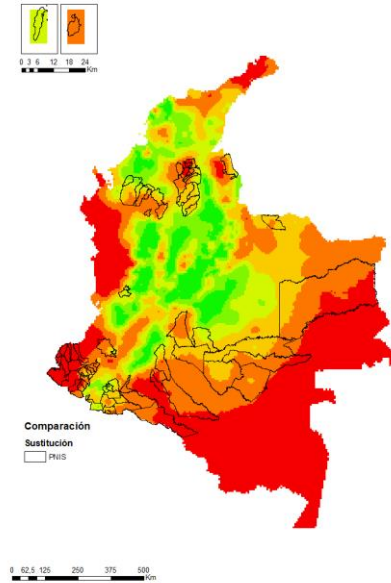 0 3 6 12 18 24
Km
Comparación
Sustitución
PNIS
0 62,5 125 250 375 500
Km